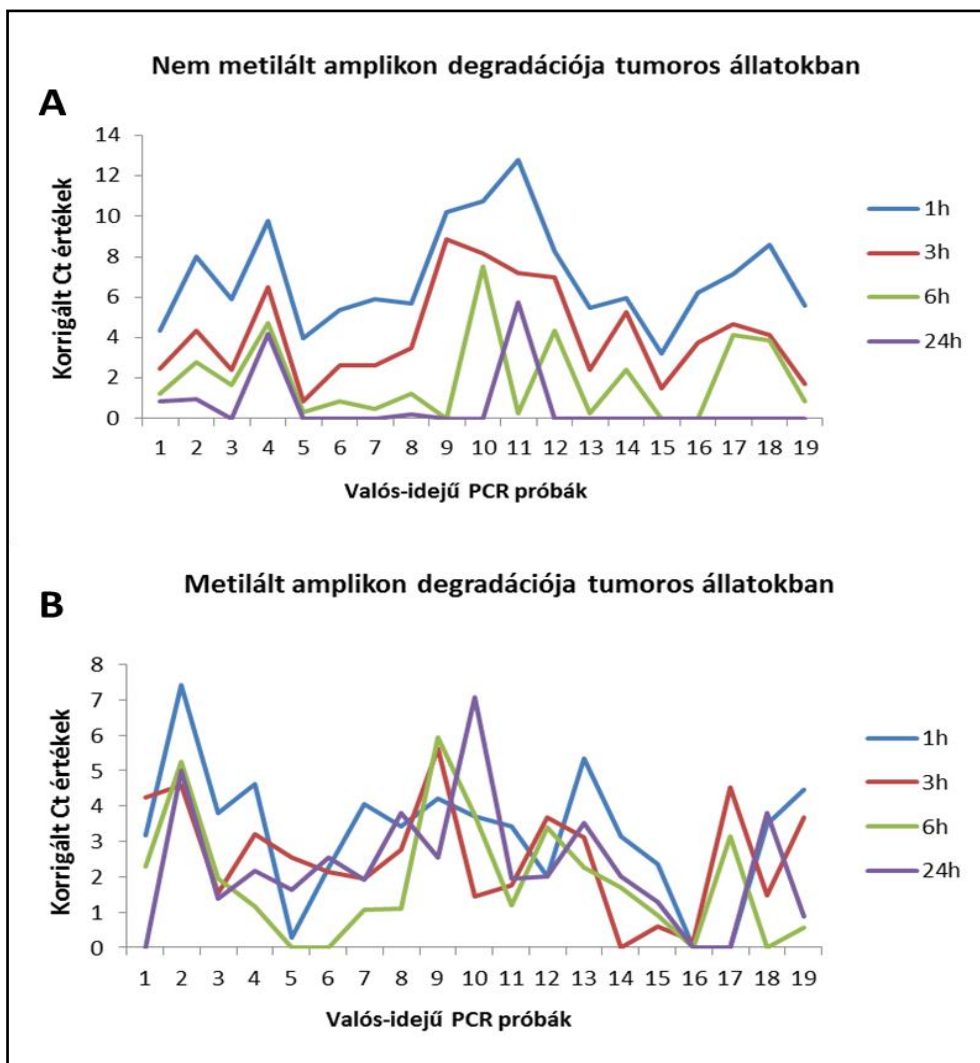 Nem metilált amplikon degradációja tumoros állatokban
A
Korrigált Ct értékek
14
12
10
8
6
4
2
0
1 2 3 4 5 6 7 8 9 10 11 12 13 14 15 16 17 18 19
Valós-idejű PCR próbák
1h
3h
6h
24h
Metilált amplikon degradációja tumoros állatokban
B
Korrigált Ct értékek
8
7
6
5
4
3
2
1
0
1 2 3 4 5 6 7 8 9 10 11 12 13 14 15 16 17 18 19
Valós-idejű PCR próbák
1h
3h
6h
24h